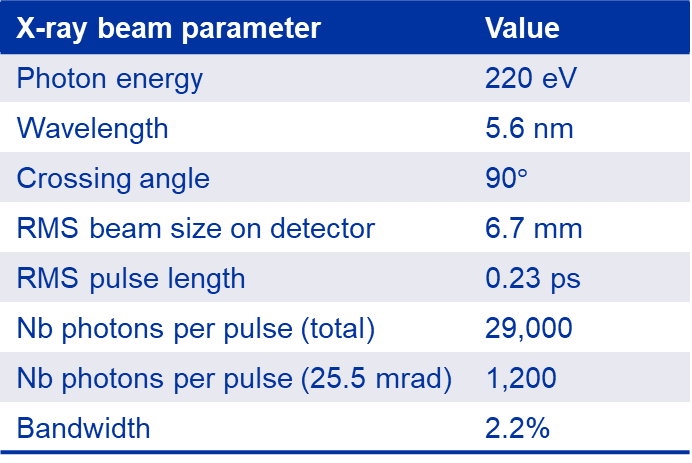 X-ray beam parameter Value
Photon energy 220 eV
Wavelength 5.6 nm
Crossing angle 90°
RMS beam size on detector 6.7 mm
RMS pulse length 0.23 ps
Nb photons per pulse (total) 29,000
Nb photons per pulse (25.5 mrad) 1,200
Bandwidth 2.2%